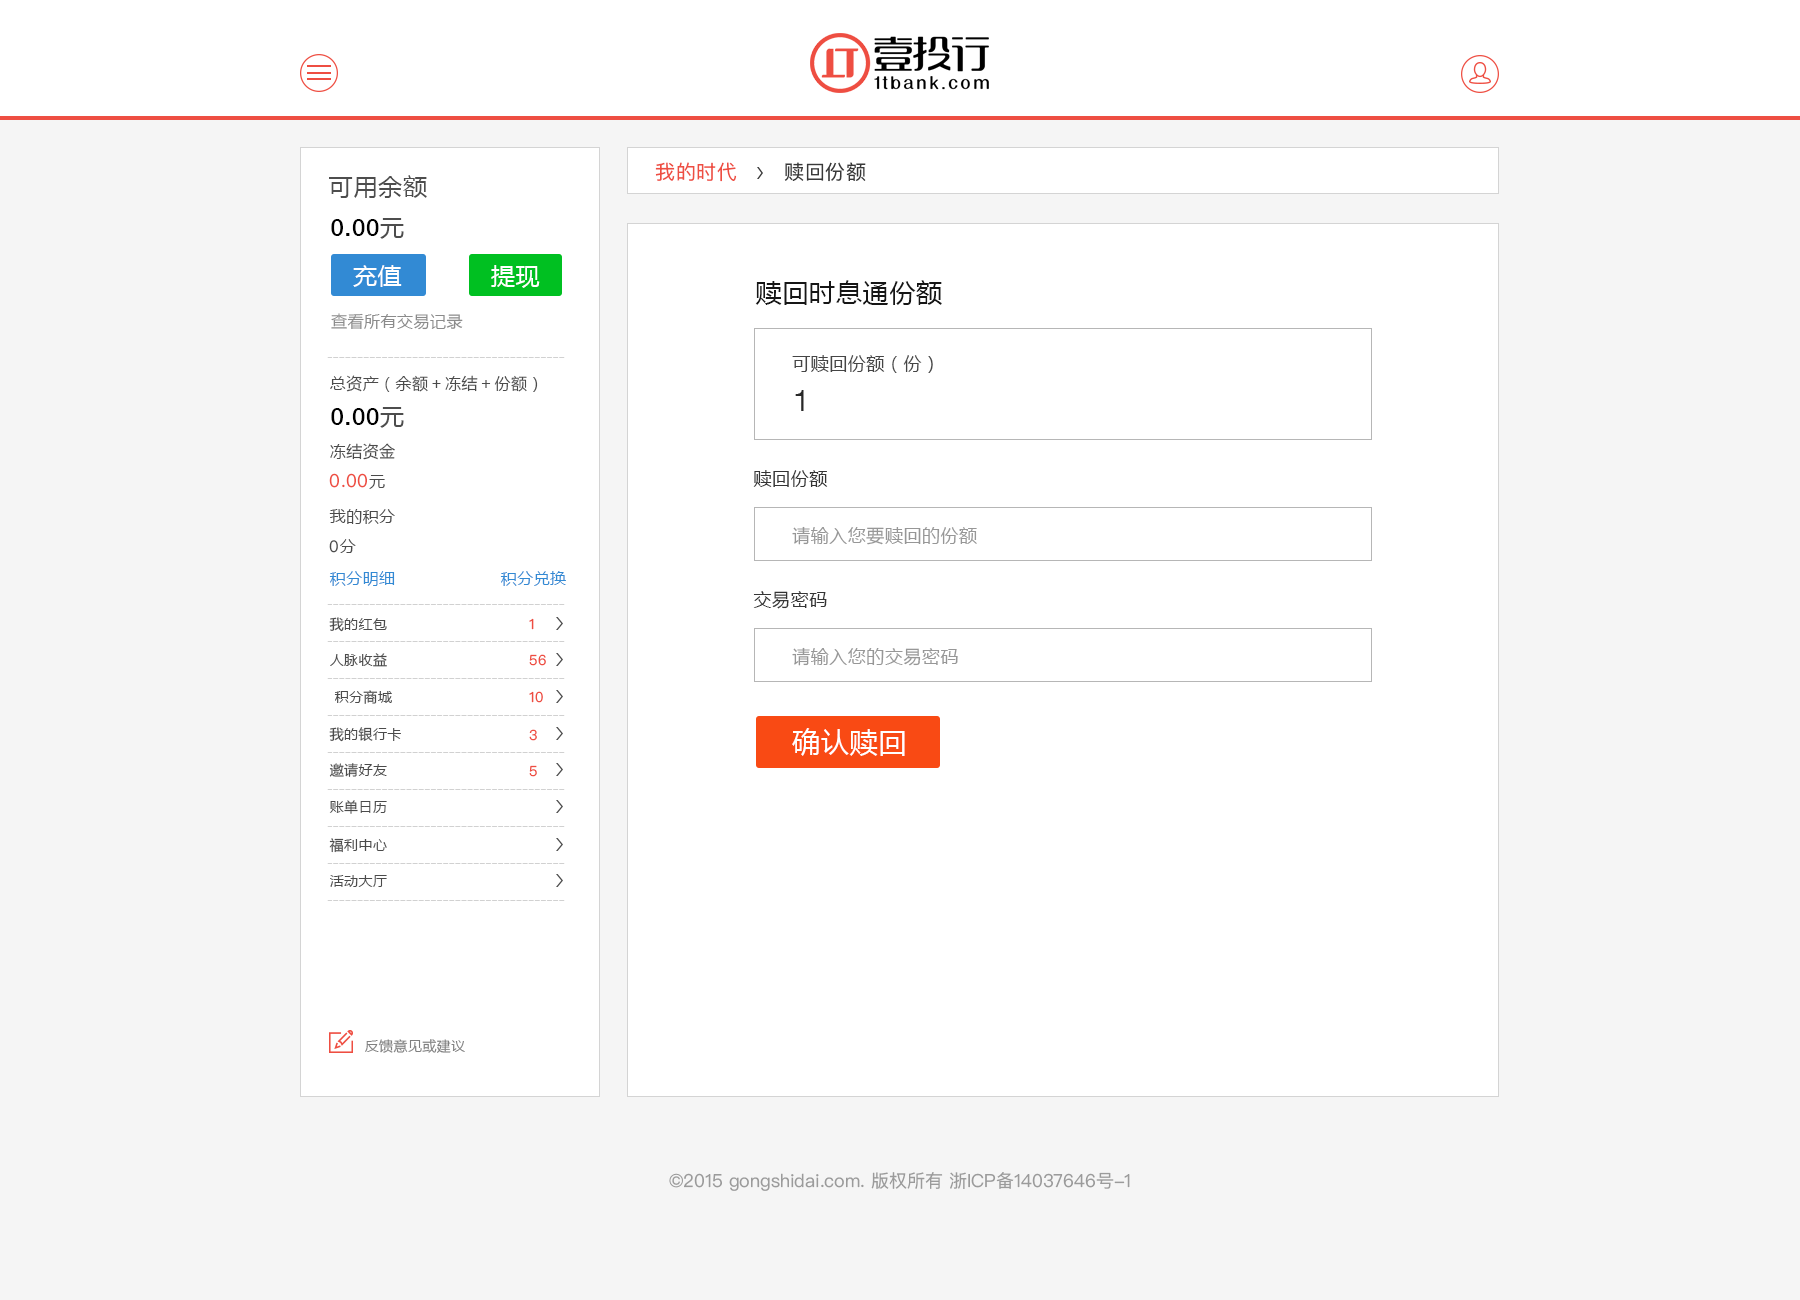 壹投行
1tbank.com
可用余额
0.00元
充值 提现
查看所有交易记录
总资产（余额+冻结+份额）
0.00元
冻结资金
0.00元
我的积分
0分
积分明细 积分兑换
我的红包 1
人脉收益 56
积分商城 10
我的银行卡 3
邀请好友 5
账单日历
福利中心
活动大厅
反馈意见或建议
我的时代 > 赎回份额
赎回时息通份额
可赎回份额（份）
1
赎回份额
请输入您要赎回的份额
交易密码
请输入您的交易密码
确认赎回
©2015 gongshidai.com. 版权所有 浙ICP备14037646号-1